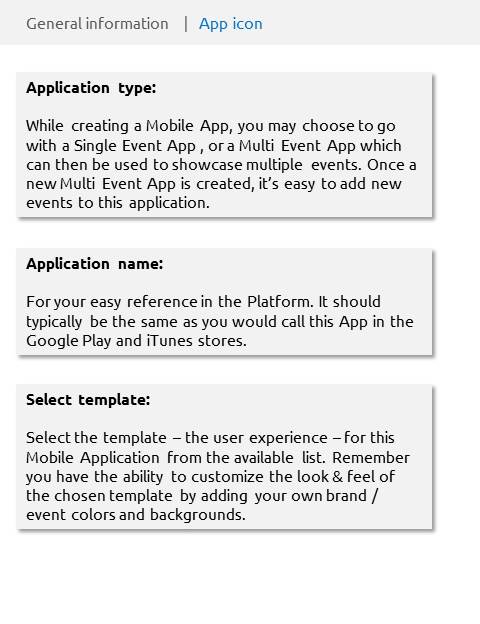 General information | App icon
Application type:
While creating a Mobile App, you may choose to go
with a Single Event App , or a Multi Event App which
can then be used to showcase multiple events. Once a
new Multi Event App is created, it’s easy to add new
events to this application.
Application name:
For your easy reference in the Platform. It should
typically be the same as you would call this App in the
Google Play and iTunes stores.
Select template:
Select the template – the user experience – for this
Mobile Application from the available list. Remember
you have the ability to customize the look & feel of
the chosen template by adding your own brand /
event colors and backgrounds.